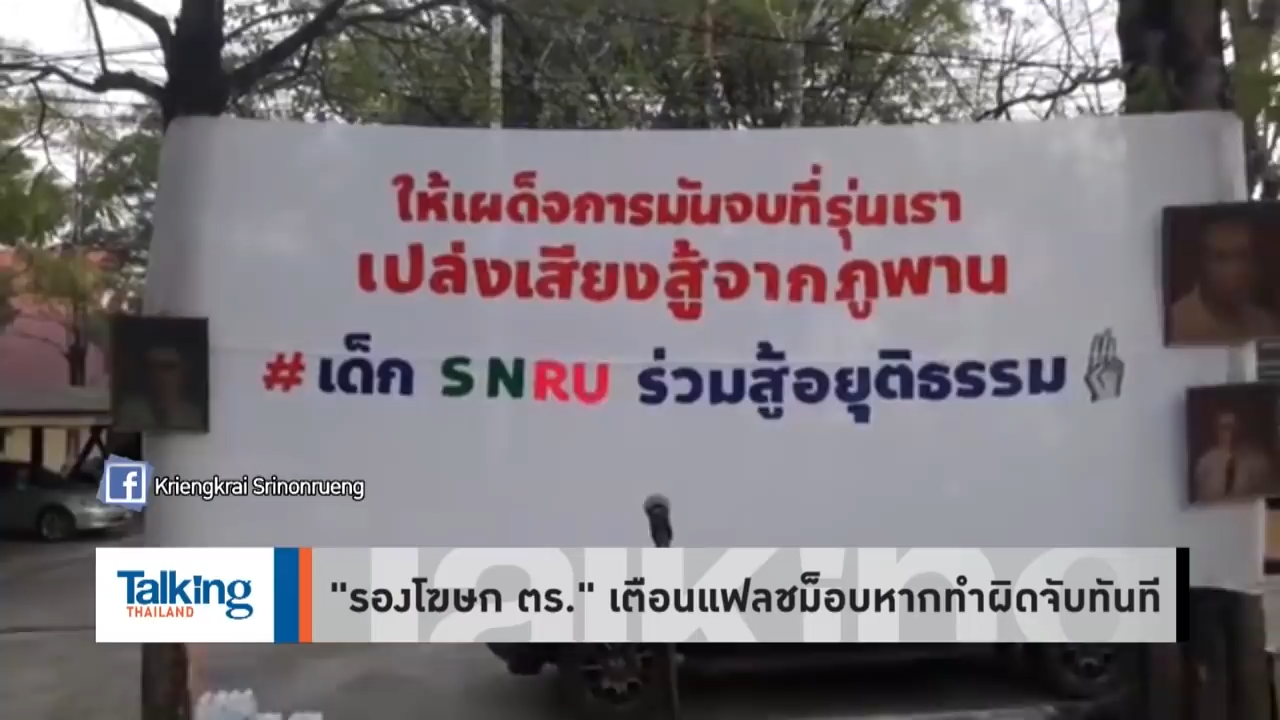 ให้เผด็จการมันจบที่รุ่นเรา
เปล่งเสียงสู้จากภูพาน
#เด็ก SNRU ร่วมสู้อยุติธรรม
Kriengkrai Srinonrueng
Talking
THAILAND
"รองโฆษก ตร." เตือนแฟลชม็อบหากทำผิดจับทันที